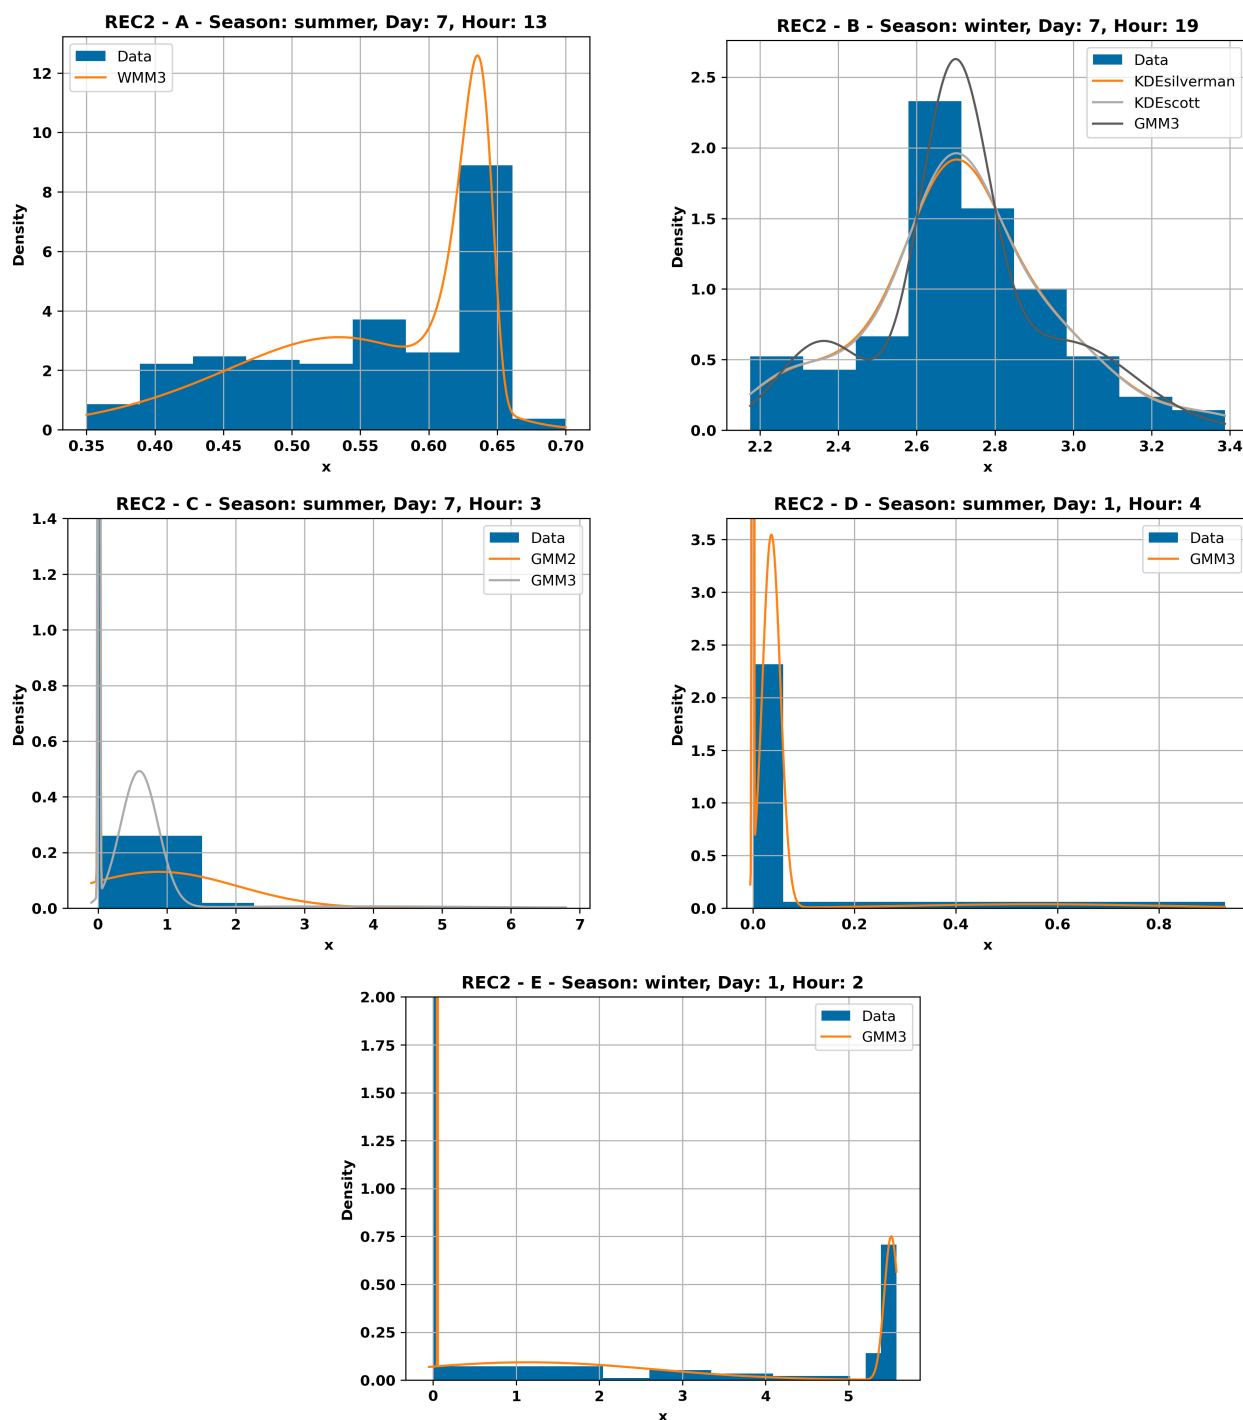 REC2 - A - Season: summer, Day: 7, Hour: 13
Data
WMM3
12
10
8
6
4
2
0
Density
0.35 0.40 0.45 0.50 0.55 0.60 0.65 0.70
x
REC2 - B - Season: winter, Day: 7, Hour: 19
Data
KDEsilverman
KDEscott
GMM3
2.5
2.0
1.5
1.0
0.5
0.0
Density
2.2 2.4 2.6 2.8 3.0 3.2 3.4
x
REC2 - C - Season: summer, Day: 7, Hour: 3
Data
GMM2
GMM3
1.4
1.2
1.0
0.8
0.6
0.4
0.2
0.0
Density
0 1 2 3 4 5 6 7
x
REC2 - D - Season: summer, Day: 1, Hour: 4
Data
GMM3
3.5
3.0
2.5
2.0
1.5
1.0
0.5
0.0
Density
0.0 0.2 0.4 0.6 0.8
x
REC2 - E - Season: winter, Day: 1, Hour: 2
Data
GMM3
2.00
1.75
1.50
1.25
1.00
0.75
0.50
0.25
0.00
Density
0 1 2 3 4 5
x